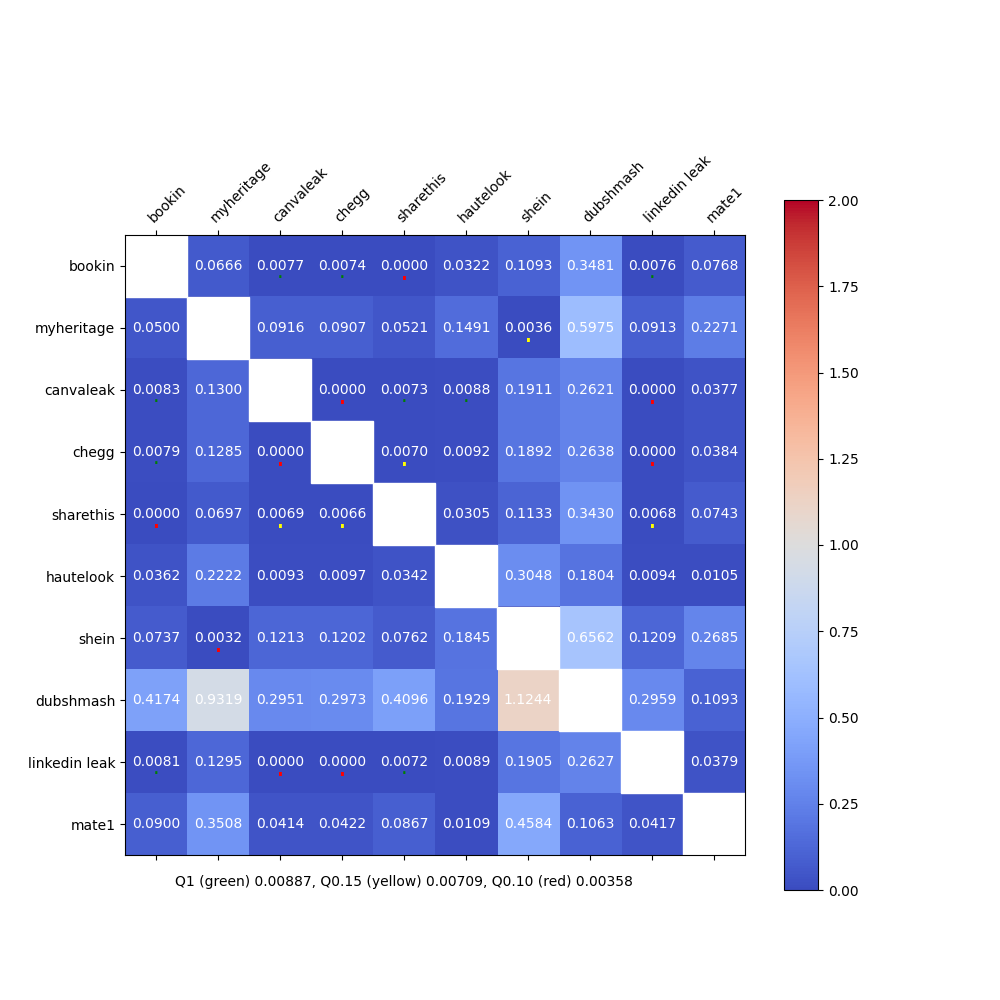 bookin myheritage canvaleak chegg sharethis hautelook shein dubshmash linkedin leak mate1
bookin 0.0666 0.0077 0.0074 0.0000 0.0322 0.1093 0.3481 0.0076 0.0768
myheritage 0.0500 0.0916 0.0907 0.0521 0.1491 0.0036 0.5975 0.0913 0.2271
canvaleak 0.0083 0.1300 0.0000 0.0073 0.0088 0.1911 0.2621 0.0000 0.0377
chegg 0.0079 0.1285 0.0000 0.0070 0.0092 0.1892 0.2638 0.0000 0.0384
sharethis 0.0000 0.0697 0.0069 0.0066 0.0305 0.1133 0.3430 0.0068 0.0743
hautelook 0.0362 0.2222 0.0093 0.0097 0.0342 0.3048 0.1804 0.0094 0.0105
shein 0.0737 0.0032 0.1213 0.1202 0.0762 0.1845 0.6562 0.1209 0.2685
dubshmash 0.4174 0.9319 0.2951 0.2973 0.4096 0.1929 1.1244 0.2959 0.1093
linkedin leak 0.0081 0.1295 0.0000 0.0000 0.0072 0.0089 0.1905 0.2627 0.0379
mate1 0.0900 0.3508 0.0414 0.0422 0.0867 0.0109 0.4584 0.1063 0.0417
Q1 (green) 0.00887, Q0.15 (yellow) 0.00709, Q0.10 (red) 0.00358
2.00
1.75
1.50
1.25
1.00
0.75
0.50
0.25
0.00